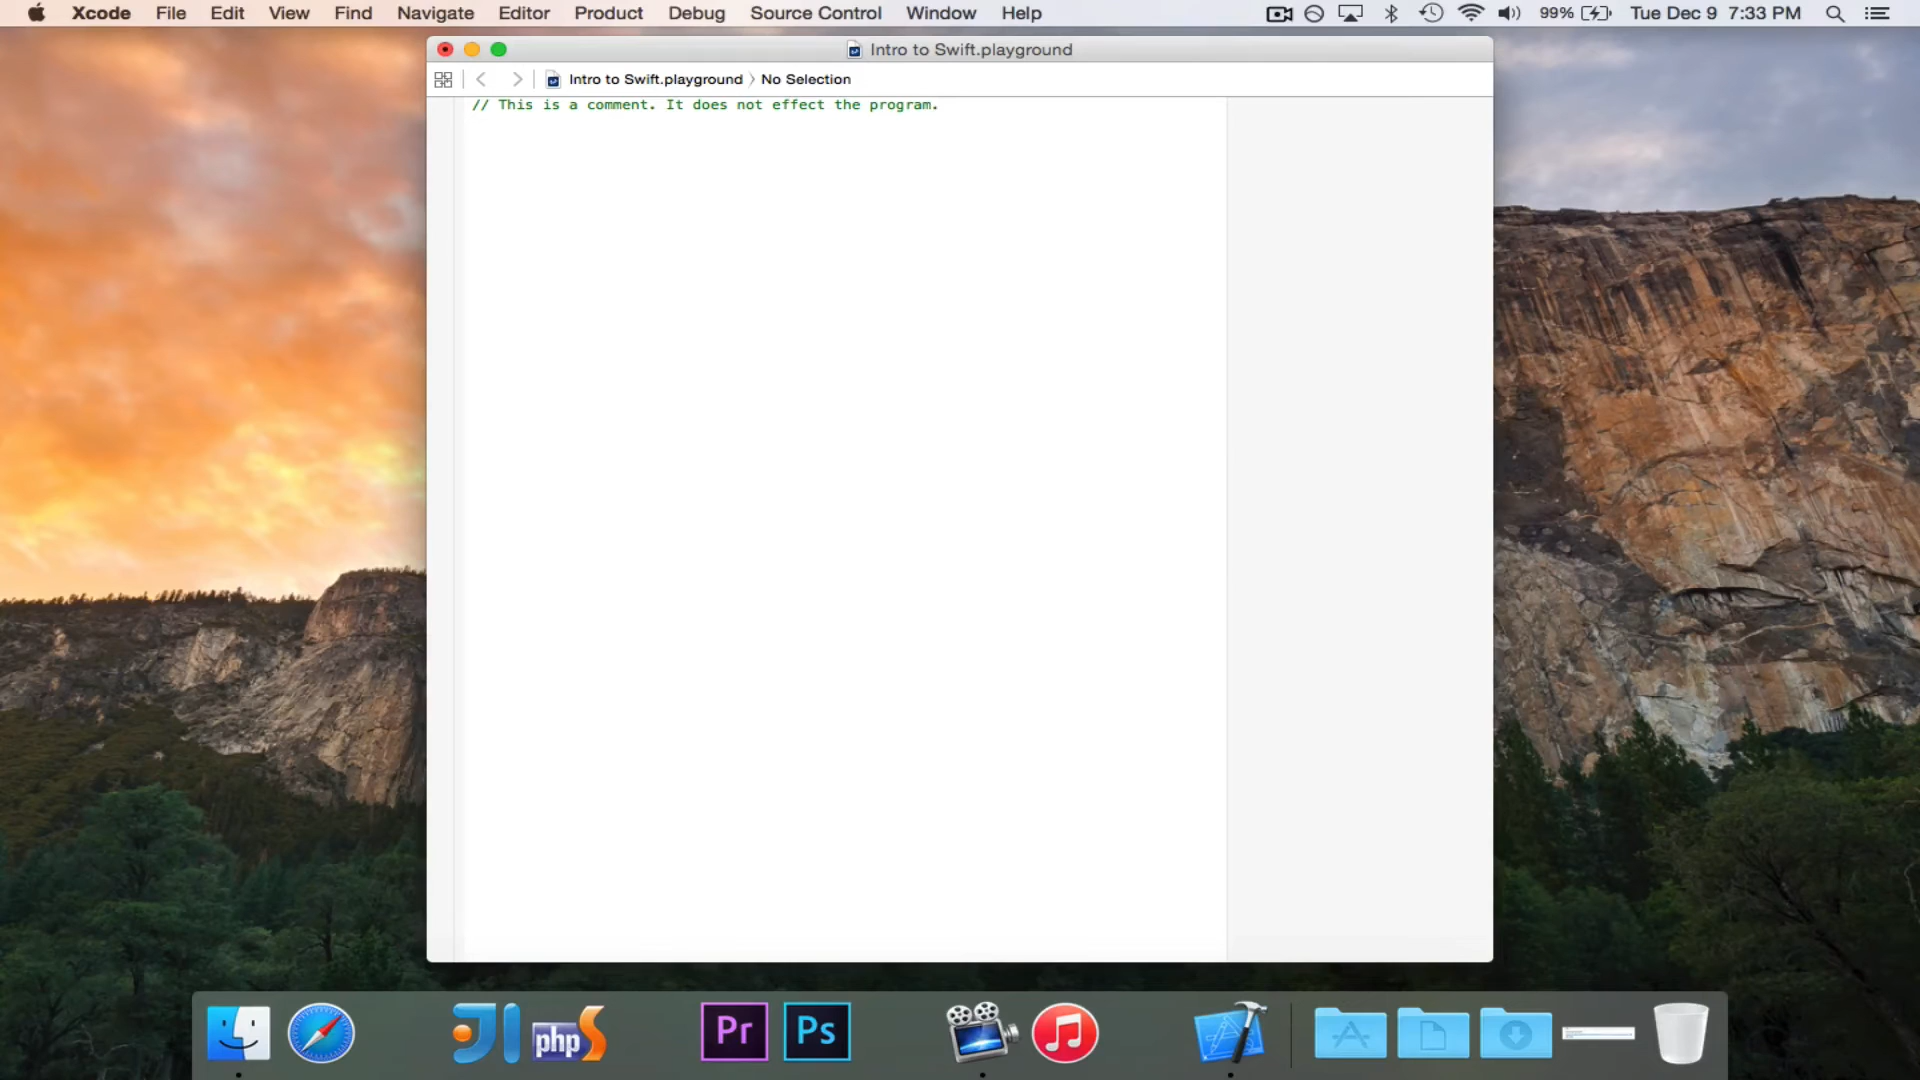 Xcode File Edit View Find Navigate Editor Product Debug Source Control Window Help 99% Tue Dec 9 7:33 PM
Intro to Swift.playground
Intro to Swift.playground No Selection
// This is a comment. It does not effect the program.
JI php Pr Ps